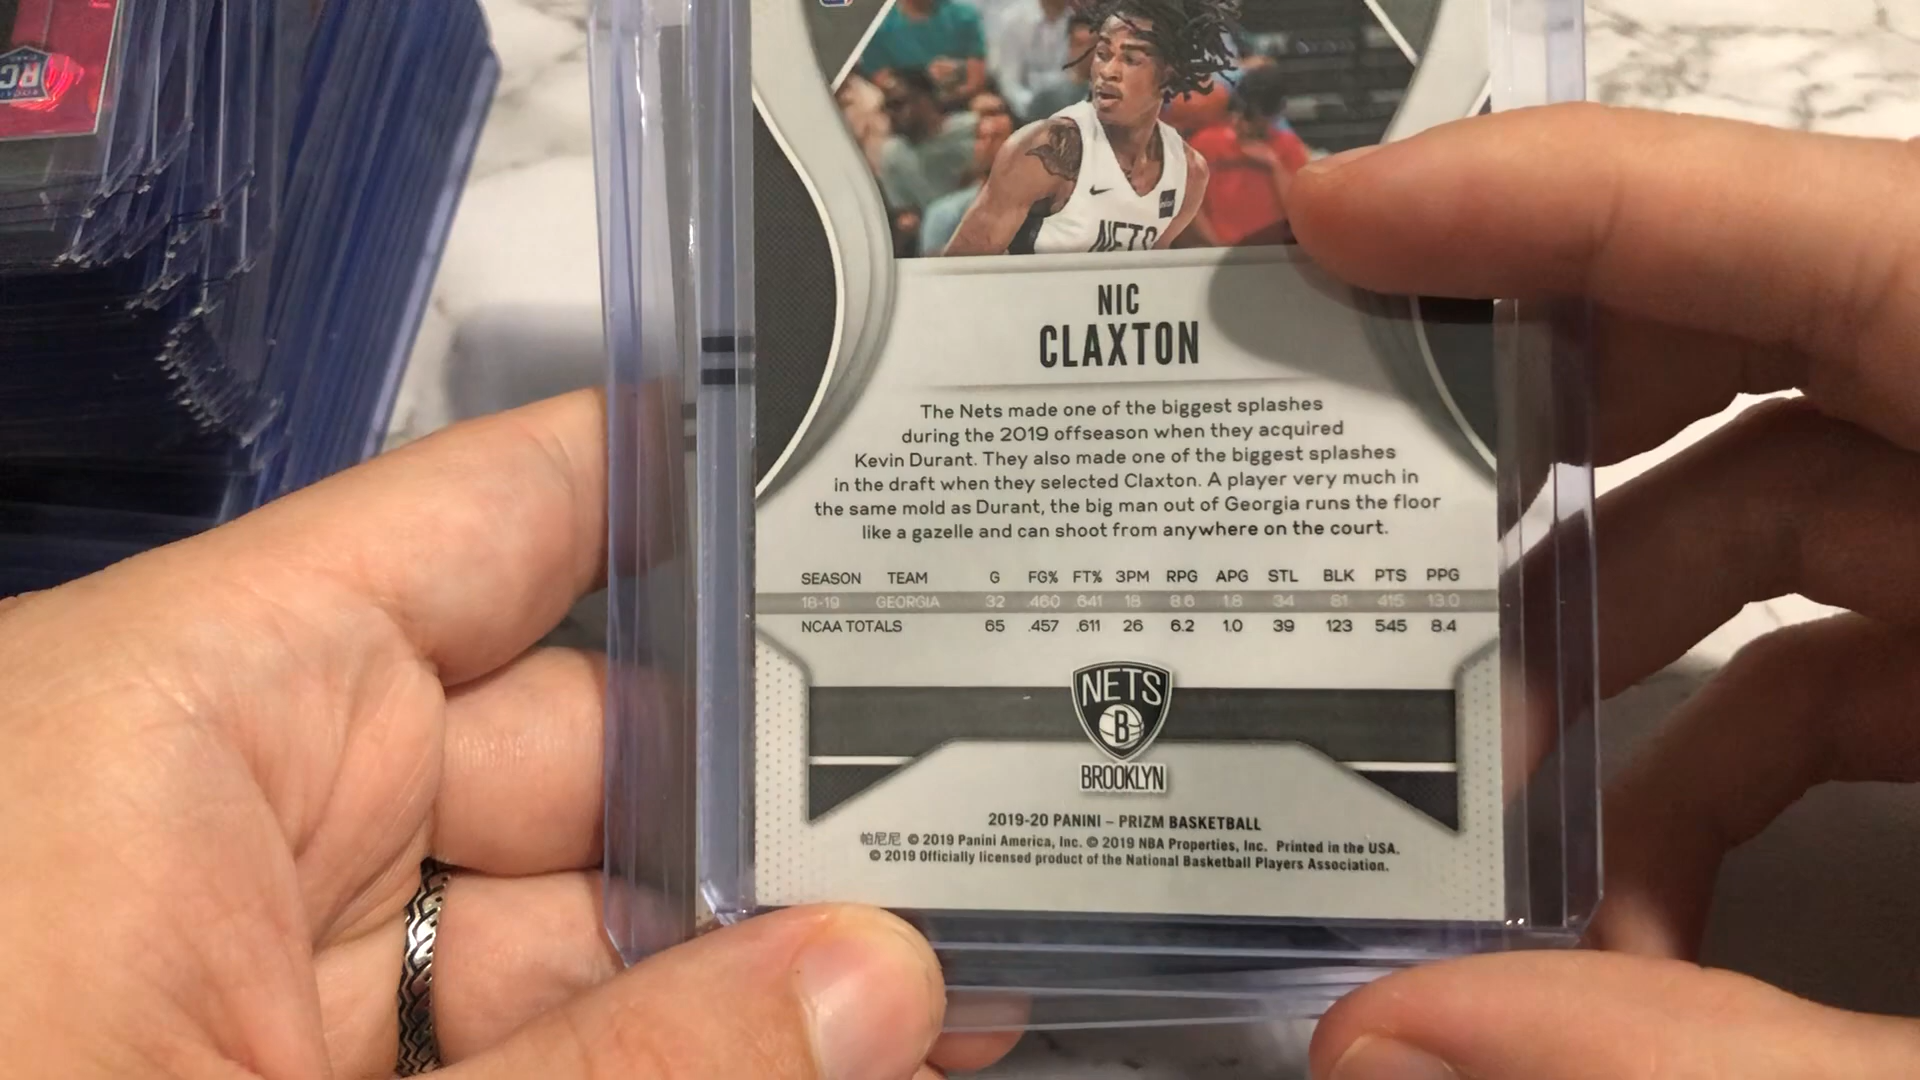 RC
NETS
NIC
CLAXTON
The Nets made one of the biggest splashes
during the 2019 offseason when they acquired
Kevin Durant. They also made one of the biggest splashes
in the draft when they selected Claxton. A player very much in
the same mold as Durant, the big man out of Georgia runs the floor
like a gazelle and can shoot from anywhere on the court.
SEASON TEAM G FG% FT% 3PM RPG APG STL BLK PTS PPG
18-19 GEORGIA 32 .460 .641 18 8.6 1.8 34 81 415 13.0
NCAA TOTALS 65 .457 .611 26 6.2 1.0 39 123 545 8.4
NETS
B
BROOKLYN
2019-20 PANINI – PRIZM BASKETBALL
帕尼尼 © 2019 Panini America, Inc. © 2019 NBA Properties, Inc. Printed in the USA.
© 2019 Officially licensed product of the National Basketball Players Association.